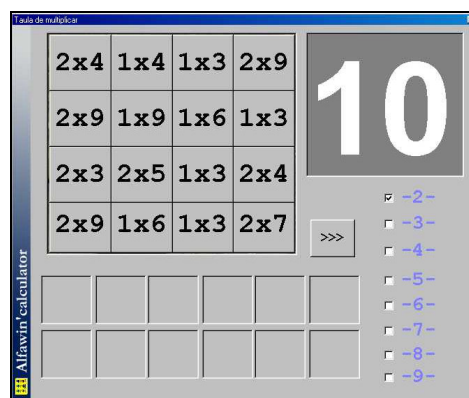 Taula de multiplicar
2x4 1x4 1x3 2x9
2x9 1x9 1x6 1x3
2x3 2x5 1x3 2x4
2x9 1x6 1x3 2x7
10
>>>
-2-
-3-
-4-
-5-
-6-
-7-
-8-
-9-
Alfawin'calculator